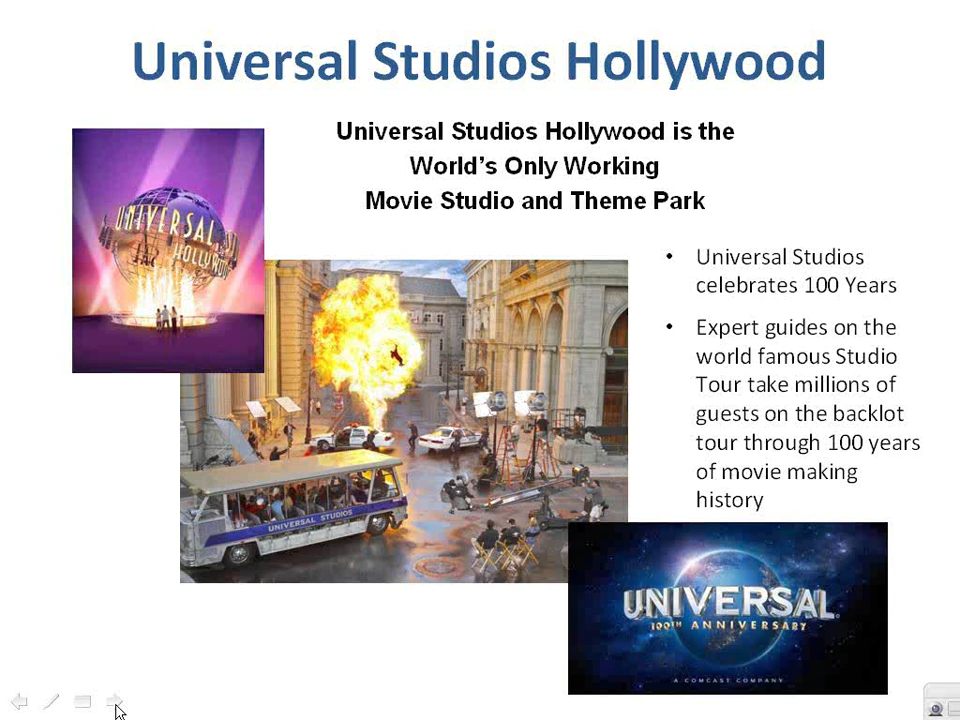 Universal Studios Hollywood
Universal Studios Hollywood is the
World's Only Working
Movie Studio and Theme Park
UNIVERSAL
HOLLYWOOD
• Universal Studios
celebrates 100 Years
• Expert guides on the
world famous Studio
Tour take millions of
guests on the backlot
tour through 100 years
of movie making
history
UNIVERSAL STUDIOS
UNIVERSAL
100TH ANNIVERSARY
A COMCAST COMPANY